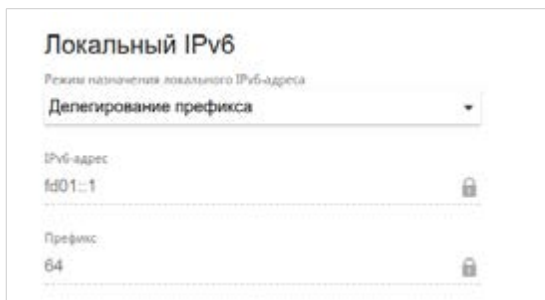 Локальный IPv6
Режим назначения локального IPv6-адреса
Делегирование префикса
IPv6-адрес
fd01::1
Префикс
64